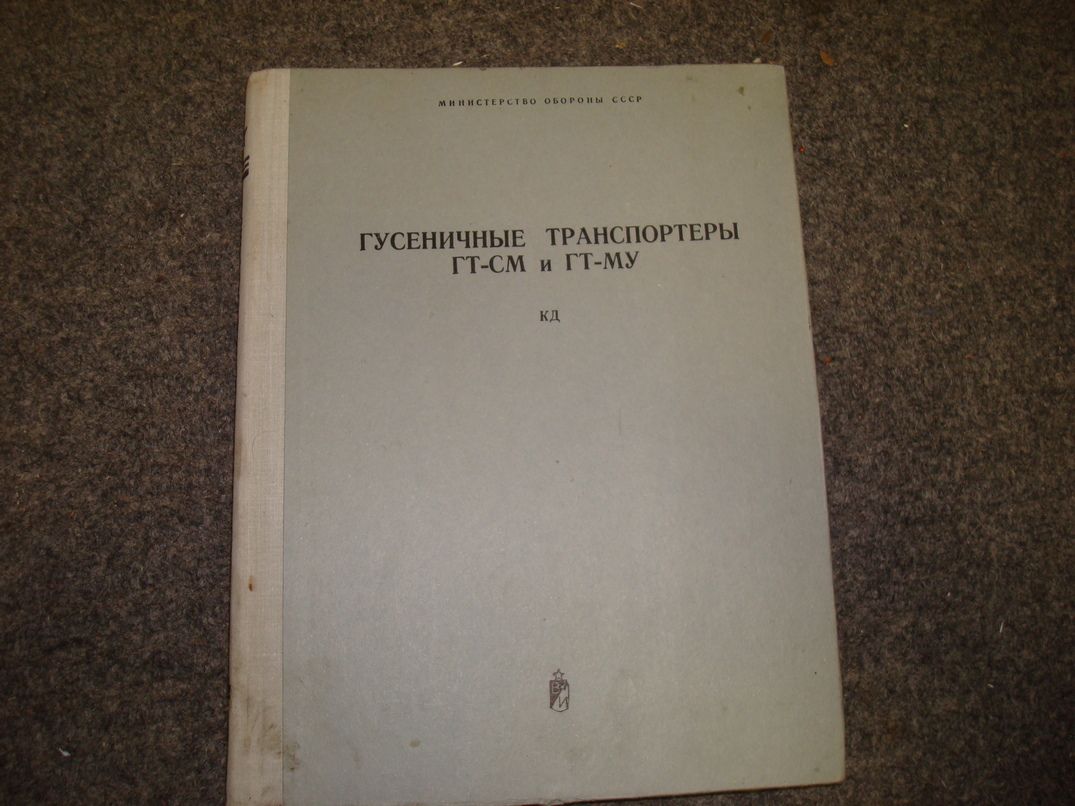 МИНИСТЕРСТВО ОБОРОНЫ СССР
ГУСЕНИЧНЫЕ ТРАНСПОРТЕРЫ
ГТ-СМ и ГТ-МУ
КД